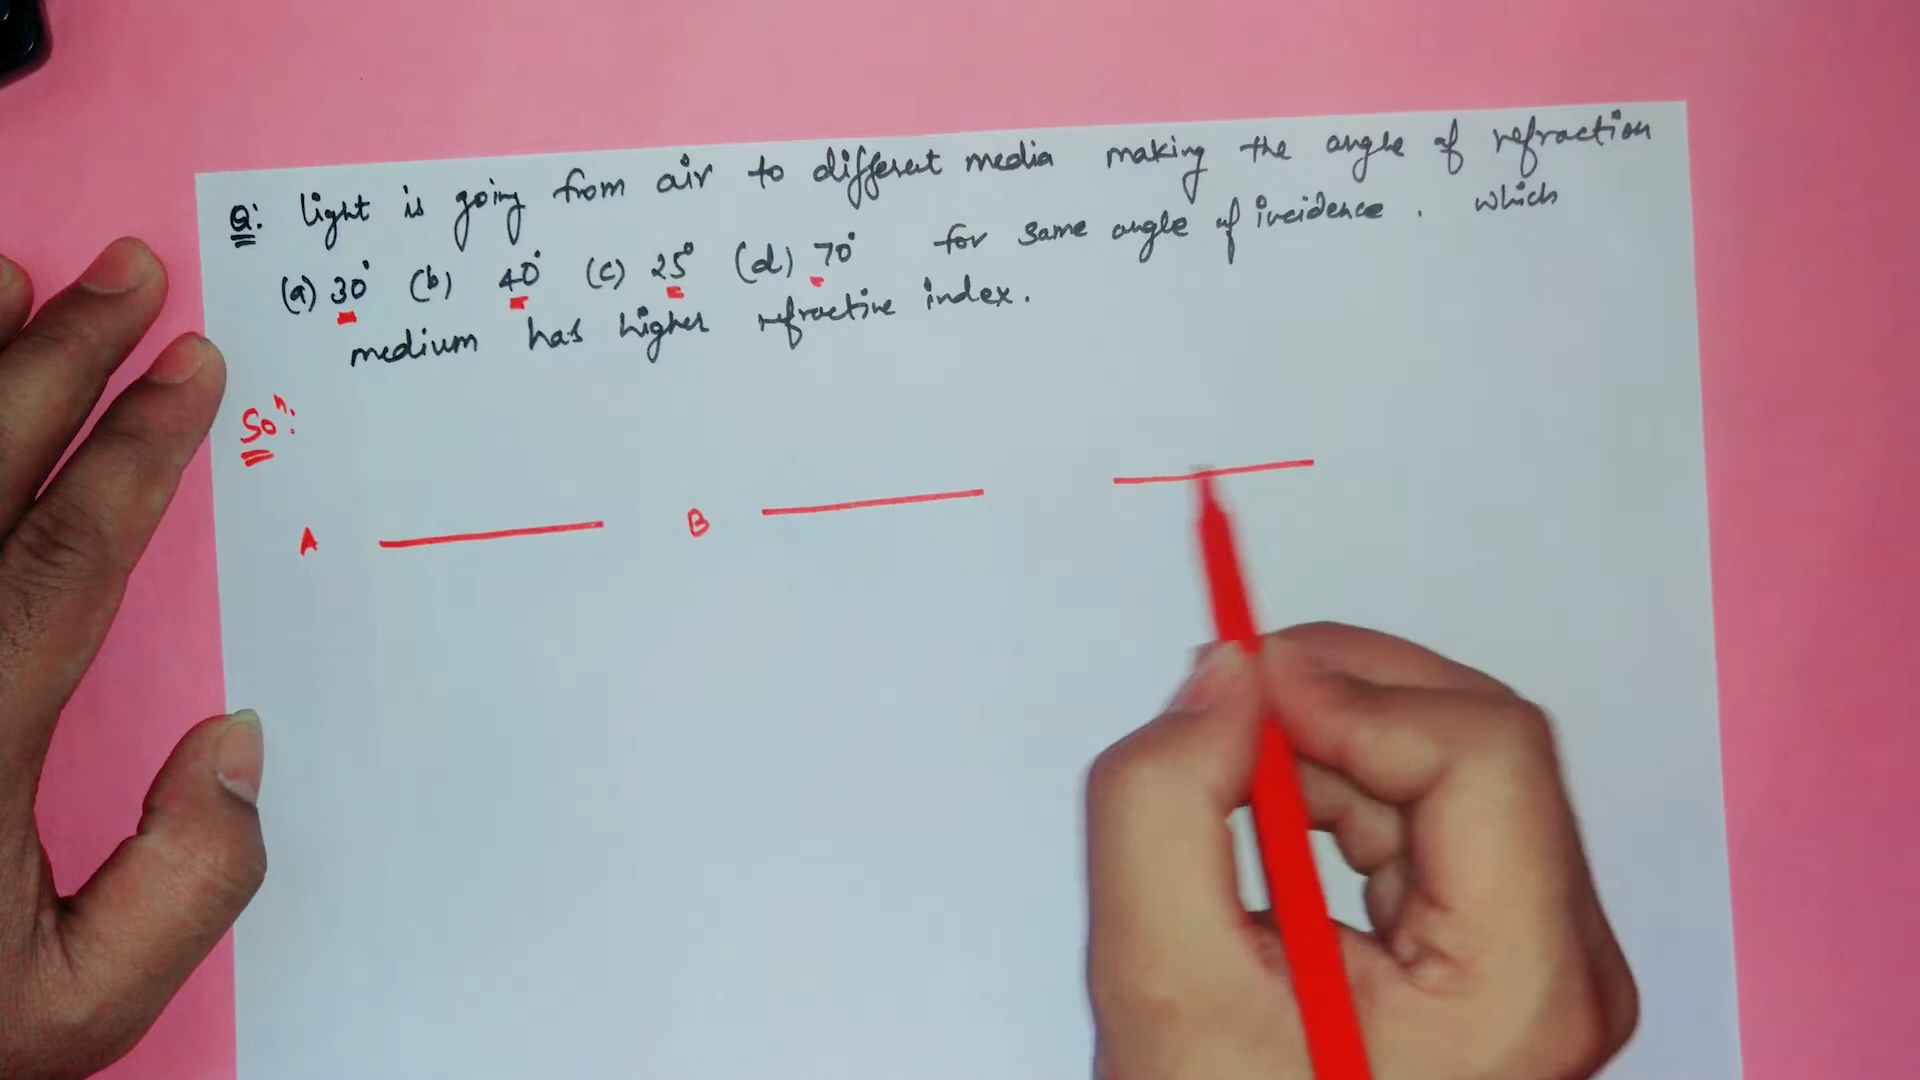 Q: Light is going from air to different media making the angle of refraction
(a) 30° (b) 40° (c) 25° (d) 70° for same angle of incidence. which
medium has higher refractive index.
Soⁿ:
A B